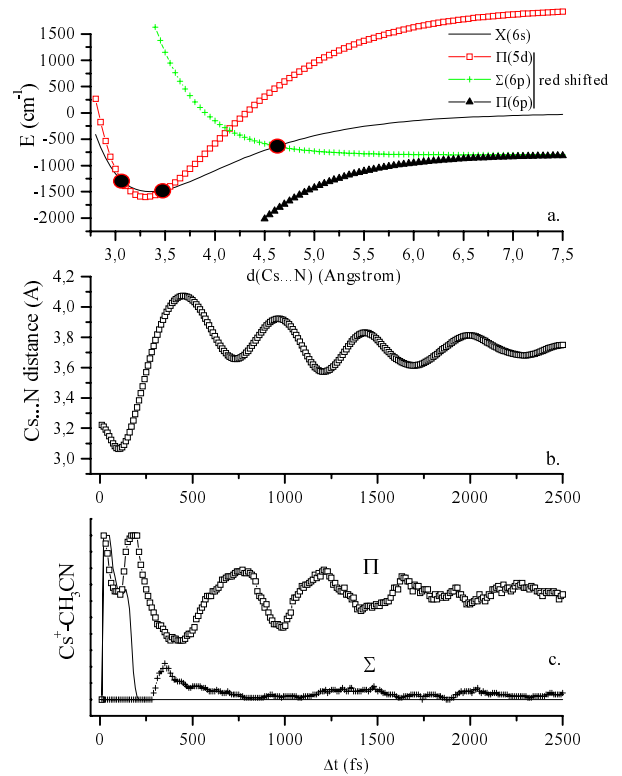 1500
1000
500
0
-500
-1000
-1500
-2000
E (cm-1)
X(6s)
Π(5d)
Σ(6p)
Π(6p)
red shifted
a.
3,0 3,5 4,0 4,5 5,0 5,5 6,0 6,5 7,0 7,5
d(Cs...N) (Angstrom)
4,2
4,0
3,8
3,6
3,4
3,2
3,0
Cs...N distance (A)
b.
0 500 1000 1500 2000 2500
Cs+-CH3CN
Π
Σ
c.
0 500 1000 1500 2000 2500
Δt (fs)